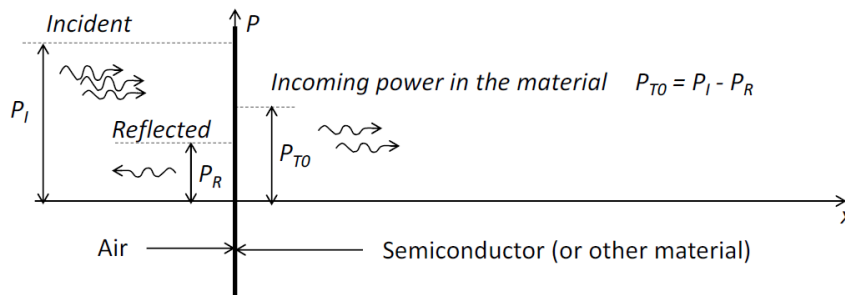 Incident
P
P_I
Incoming power in the material P_T0 = P_I - P_R
Reflected
P_R
P_T0
x
Air
Semiconductor (or other material)